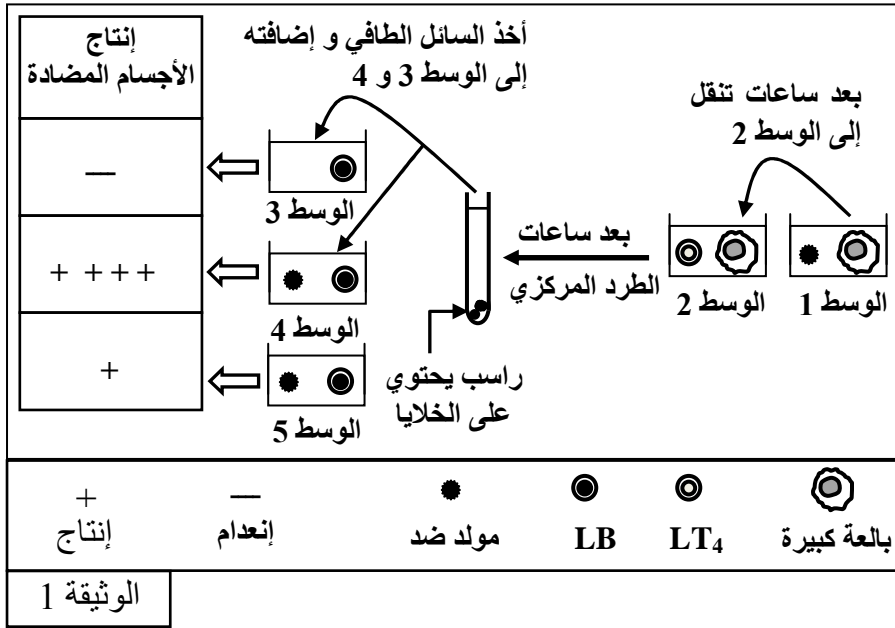 إنتاج
الأجسام المضادة
أخذ السائل الطافي و إضافته
إلى الوسط 3 و 4
بعد ساعات تنقل
إلى الوسط 2
—
الوسط 3
+ +++
الوسط 4
+
الوسط 5
بعد ساعات
الطرد المركزي
الوسط 2
الوسط 1
راسب يحتوي
على الخلايا
بالعة كبيرة
LT₄
LB
مولد ضد
—
إنعدام
+
إنتاج
الوثيقة 1